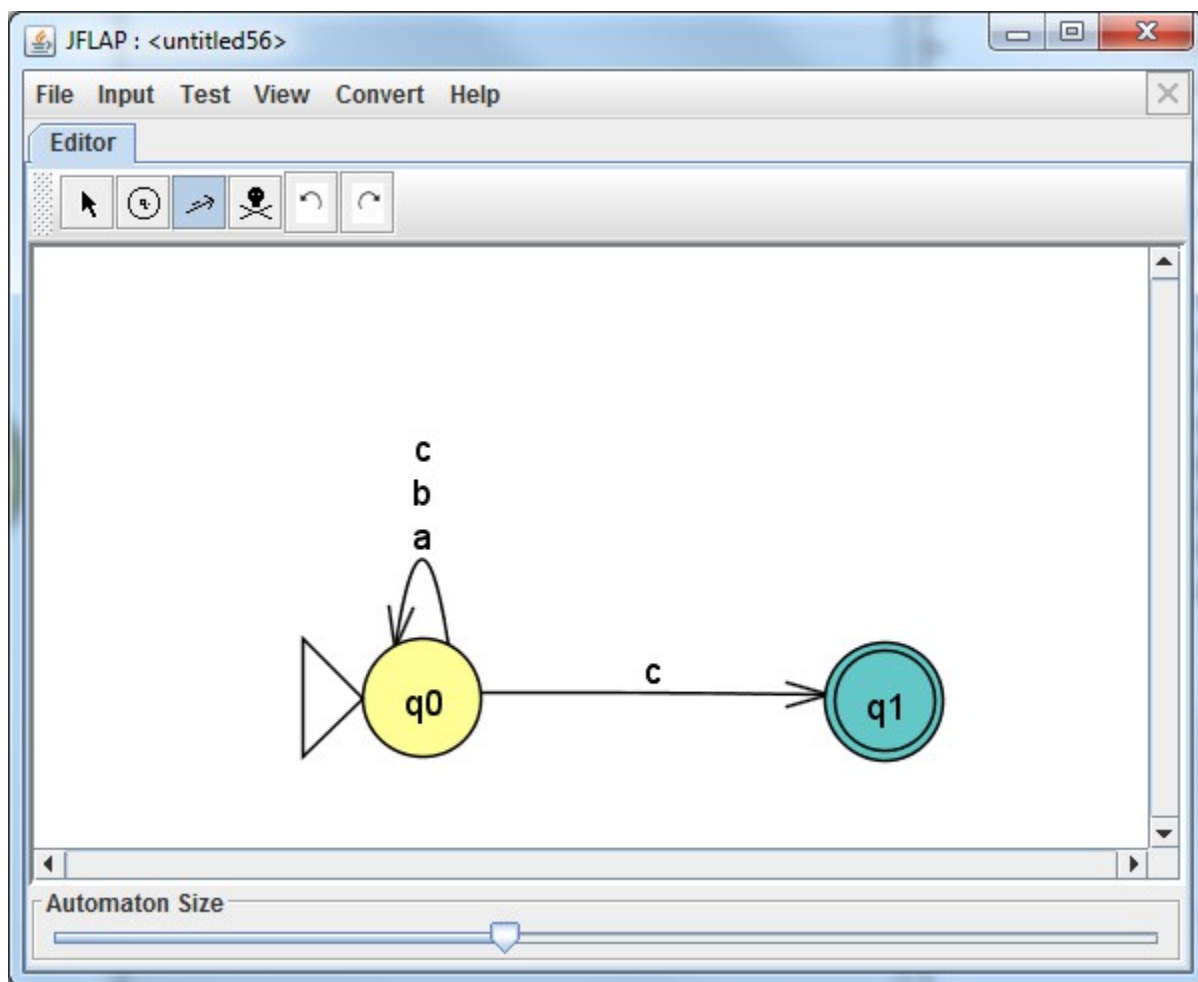 JFLAP : <untitled56>
File Input Test View Convert Help
Editor
c
b
a
q0
c
q1
Automaton Size